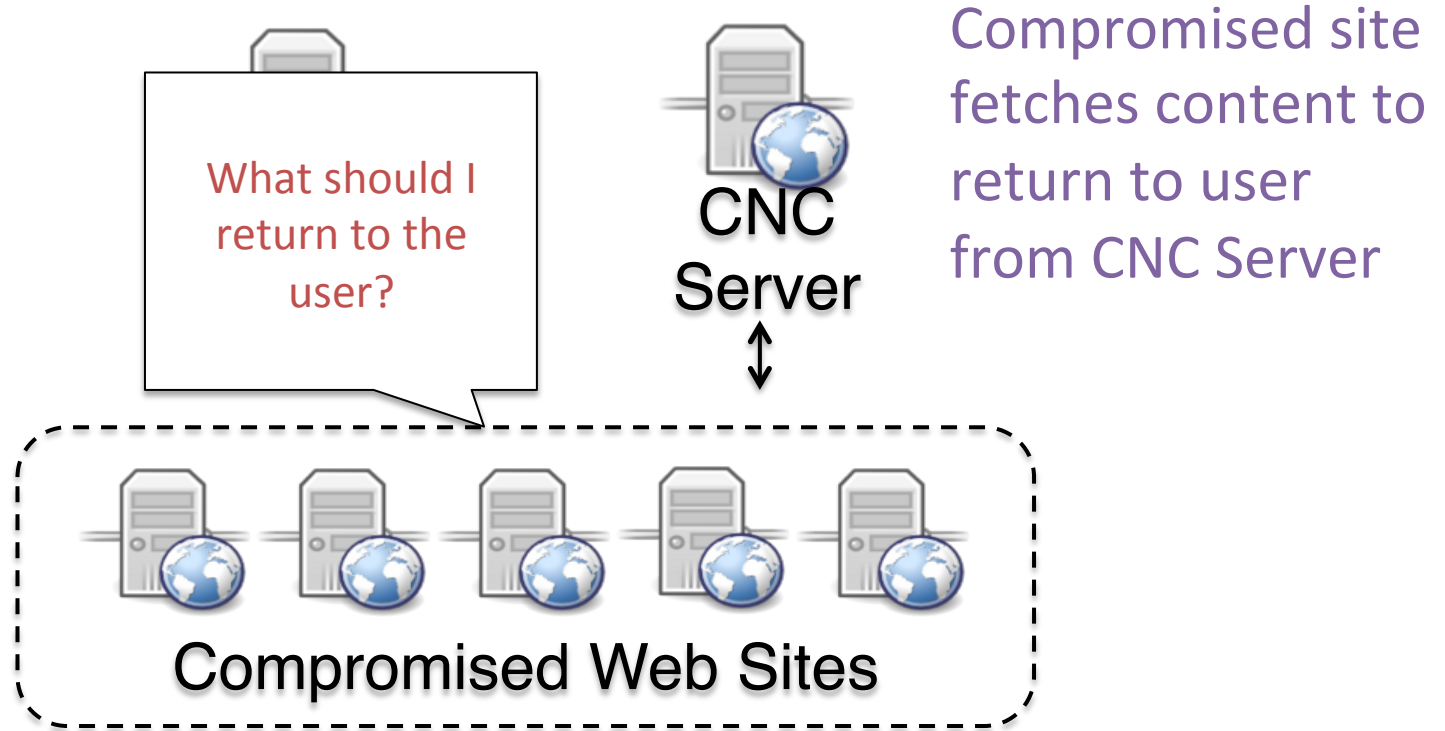 What should I
return to the
user?
CNC
Server
Compromised site
fetches content to
return to user
from CNC Server
Compromised Web Sites